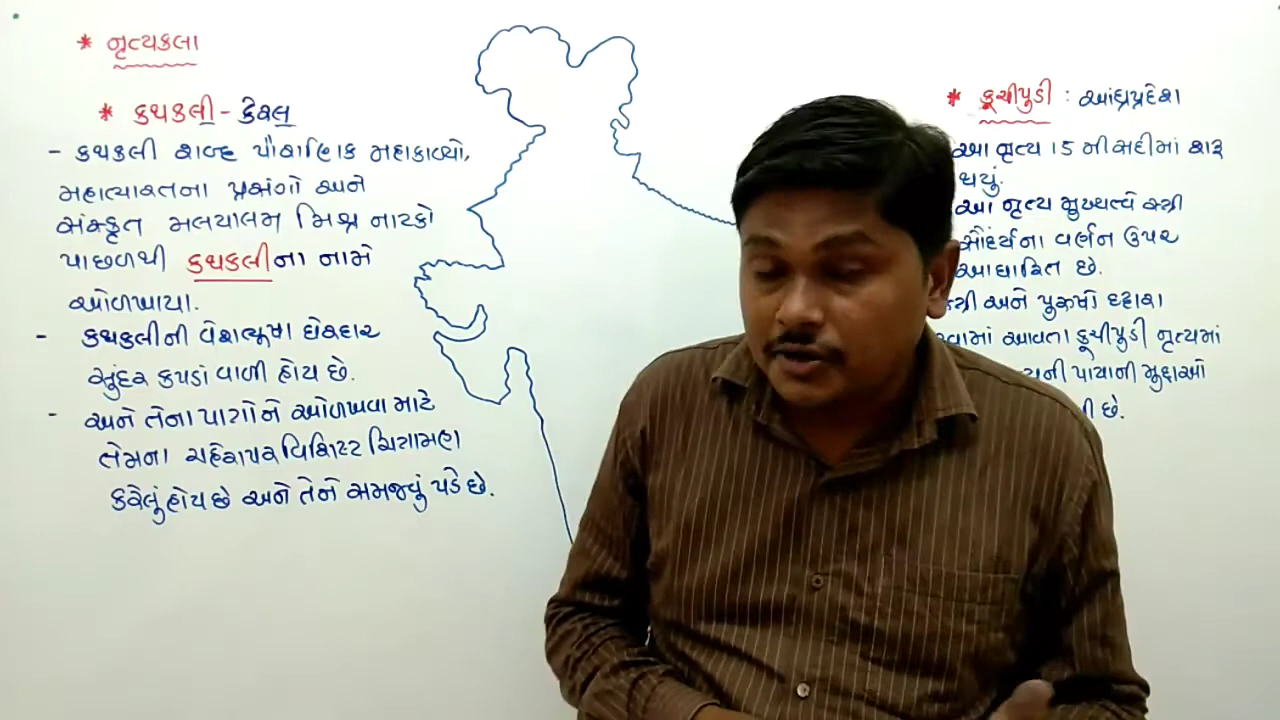 * નૃત્યકલા
* કથકલી - કેરલ
- કથકલી શબ્દ પૌરાણિક મહાકાવ્યો,
મહાભારતના પ્રસંગો અને
સંસ્કૃત મલયાલમ મિશ્ર નાટકો
પાછળથી કથકલીના નામે
ઓળખાયા.
- કથકલીની વેશભૂષા ઘેરદાર
સુંદર કપડાં વાળી હોય છે.
- અને તેના પાત્રોને ઓળખવા માટે
તેમના ચહેરાપર વિશિષ્ટ ચિત્રામણ
કરેલું હોય છે અને તેને સમજવું પડે છે.
* કૂચીપુડી : આંધ્રપ્રદેશ
આ નૃત્ય 15 ની સદીમાં શરૂ
થયું.
આ નૃત્ય મુખ્યત્વે સ્ત્રી
સૌંદર્યના વર્ણન ઉપર
આધારિત છે.
સ્ત્રી અને પુરુષો દ્વારા
આવતા કૂચીપુડી નૃત્યમાં
પાયાની મુદ્રાઓ
છે.